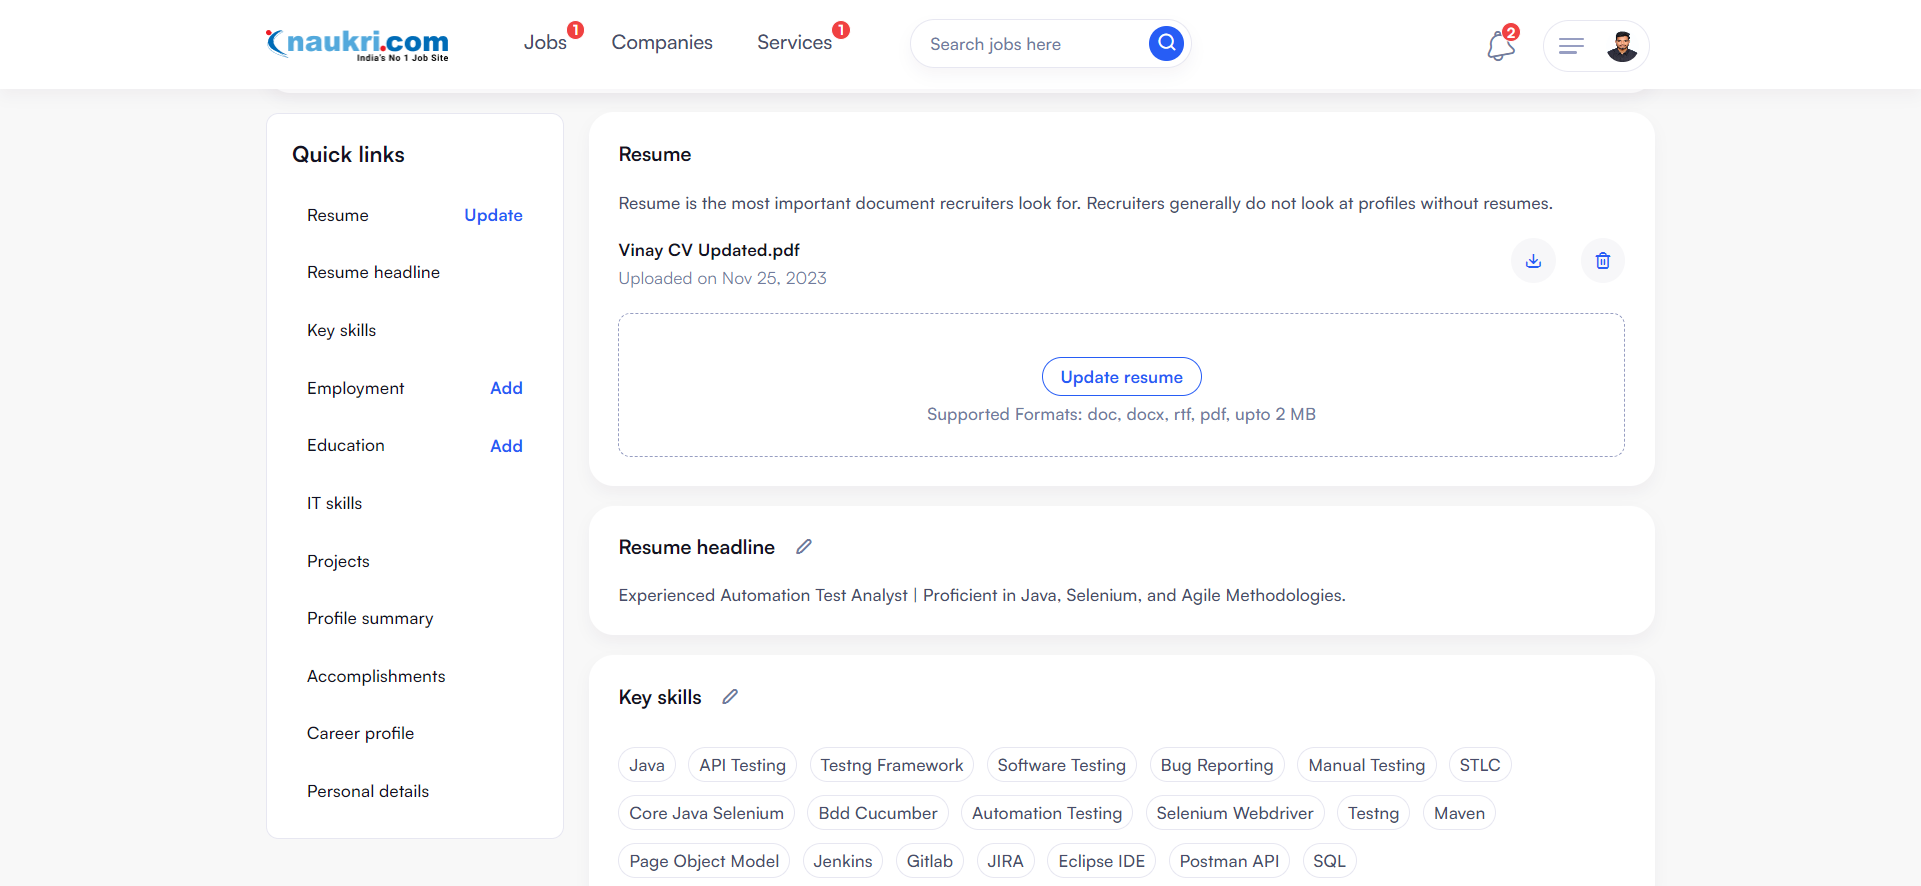 naukri.com
India's No 1 Job Site
Jobs 1
Companies
Services 1
Search jobs here
2
Quick links
Resume Update
Resume headline
Key skills
Employment Add
Education Add
IT skills
Projects
Profile summary
Accomplishments
Career profile
Personal details
Resume
Resume is the most important document recruiters look for. Recruiters generally do not look at profiles without resumes.
Vinay CV Updated.pdf
Uploaded on Nov 25, 2023
Update resume
Supported Formats: doc, docx, rtf, pdf, upto 2 MB
Resume headline
Experienced Automation Test Analyst | Proficient in Java, Selenium, and Agile Methodologies.
Key skills
Java API Testing Testng Framework Software Testing Bug Reporting Manual Testing STLC
Core Java Selenium Bdd Cucumber Automation Testing Selenium Webdriver Testng Maven
Page Object Model Jenkins Gitlab JIRA Eclipse IDE Postman API SQL